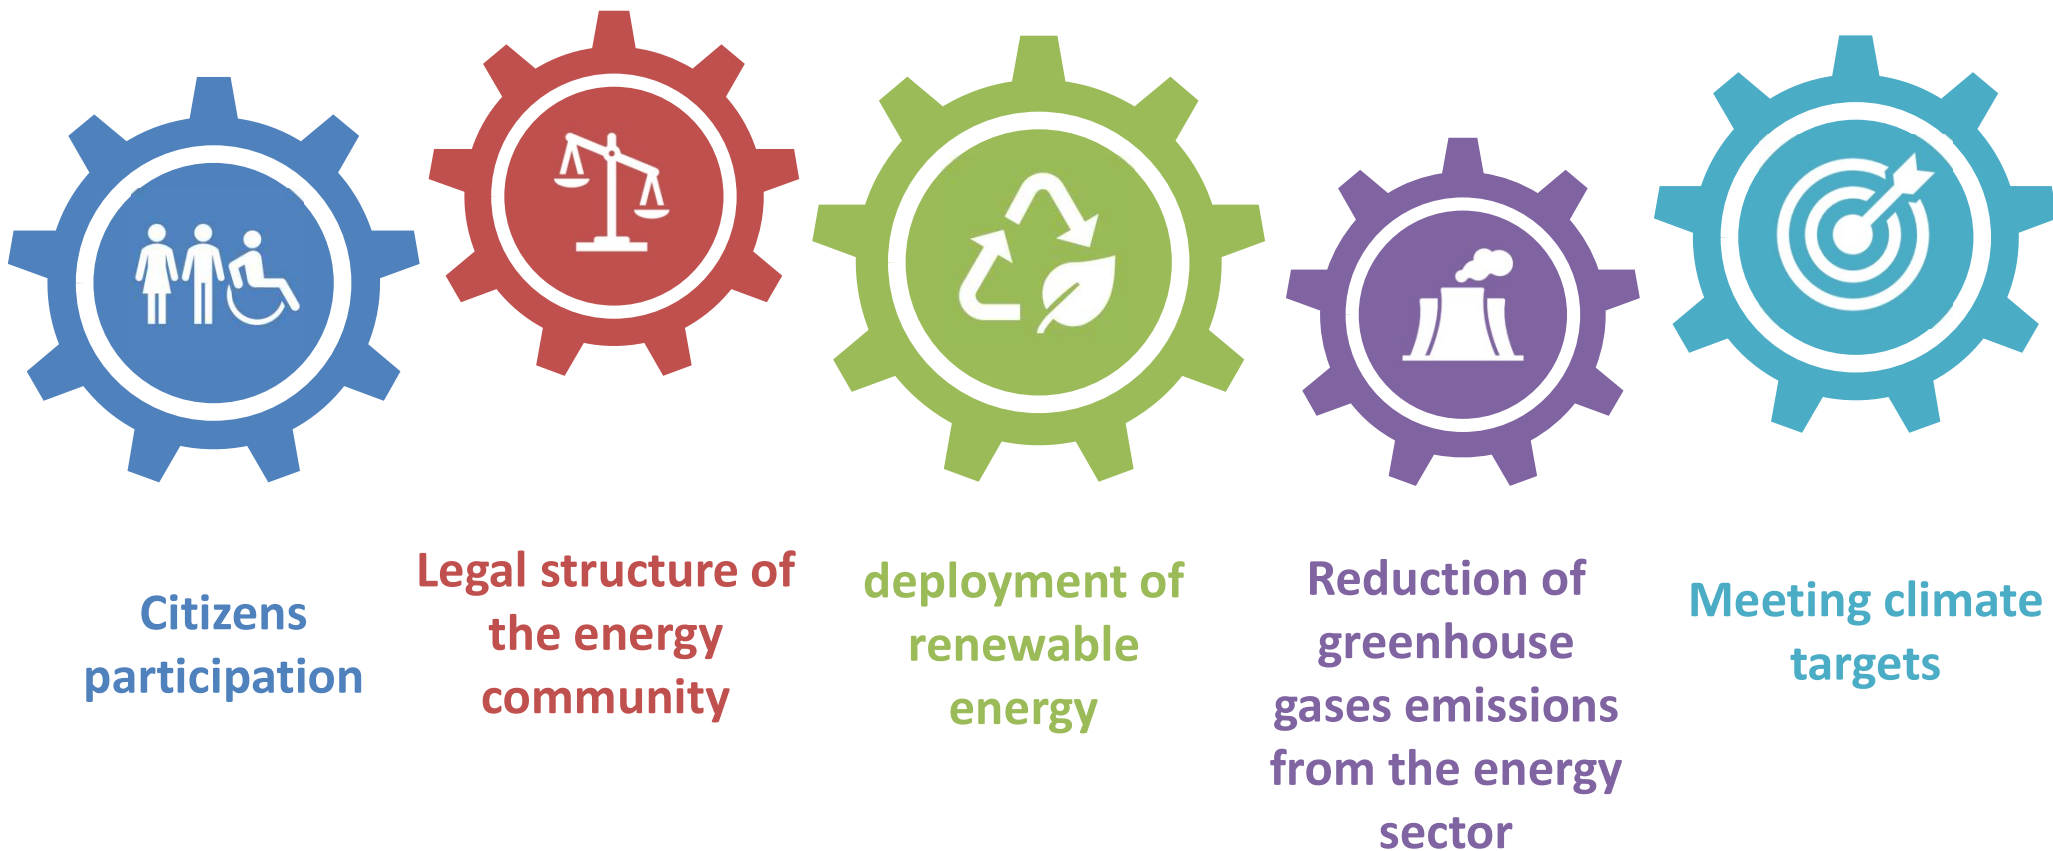 Citizens
participation
Legal structure of
the energy
community
deployment of
renewable
energy
Reduction of
greenhouse
gases emissions
from the energy
sector
Meeting climate
targets